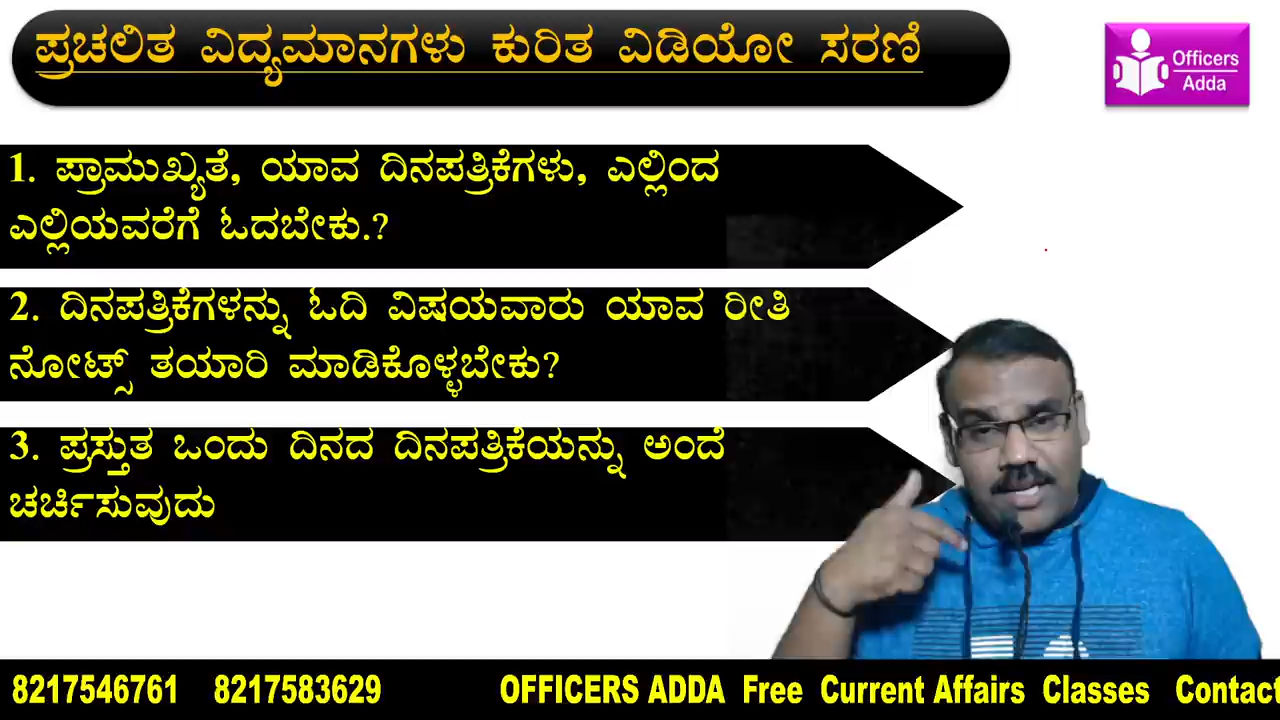 ಪ್ರಚಲಿತ ವಿದ್ಯಮಾನಗಳು ಕುರಿತ ವಿಡಿಯೋ ಸರಣಿ
Officers
Adda
1. ಪ್ರಾಮುಖ್ಯತೆ, ಯಾವ ದಿನಪತ್ರಿಕೆಗಳು, ಎಲ್ಲಿಂದ
ಎಲ್ಲಿಯವರೆಗೆ ಓದಬೇಕು.?
2. ದಿನಪತ್ರಿಕೆಗಳನ್ನು ಓದಿ ವಿಷಯವಾರು ಯಾವ ರೀತಿ
ನೋಟ್ಸ್ ತಯಾರಿ ಮಾಡಿಕೊಳ್ಳಬೇಕು?
3. ಪ್ರಸ್ತುತ ಒಂದು ದಿನದ ದಿನಪತ್ರಿಕೆಯನ್ನು ಅಂದೆ
ಚರ್ಚಿಸುವುದು
8217546761 8217583629 OFFICERS ADDA Free Current Affairs Classes Contact